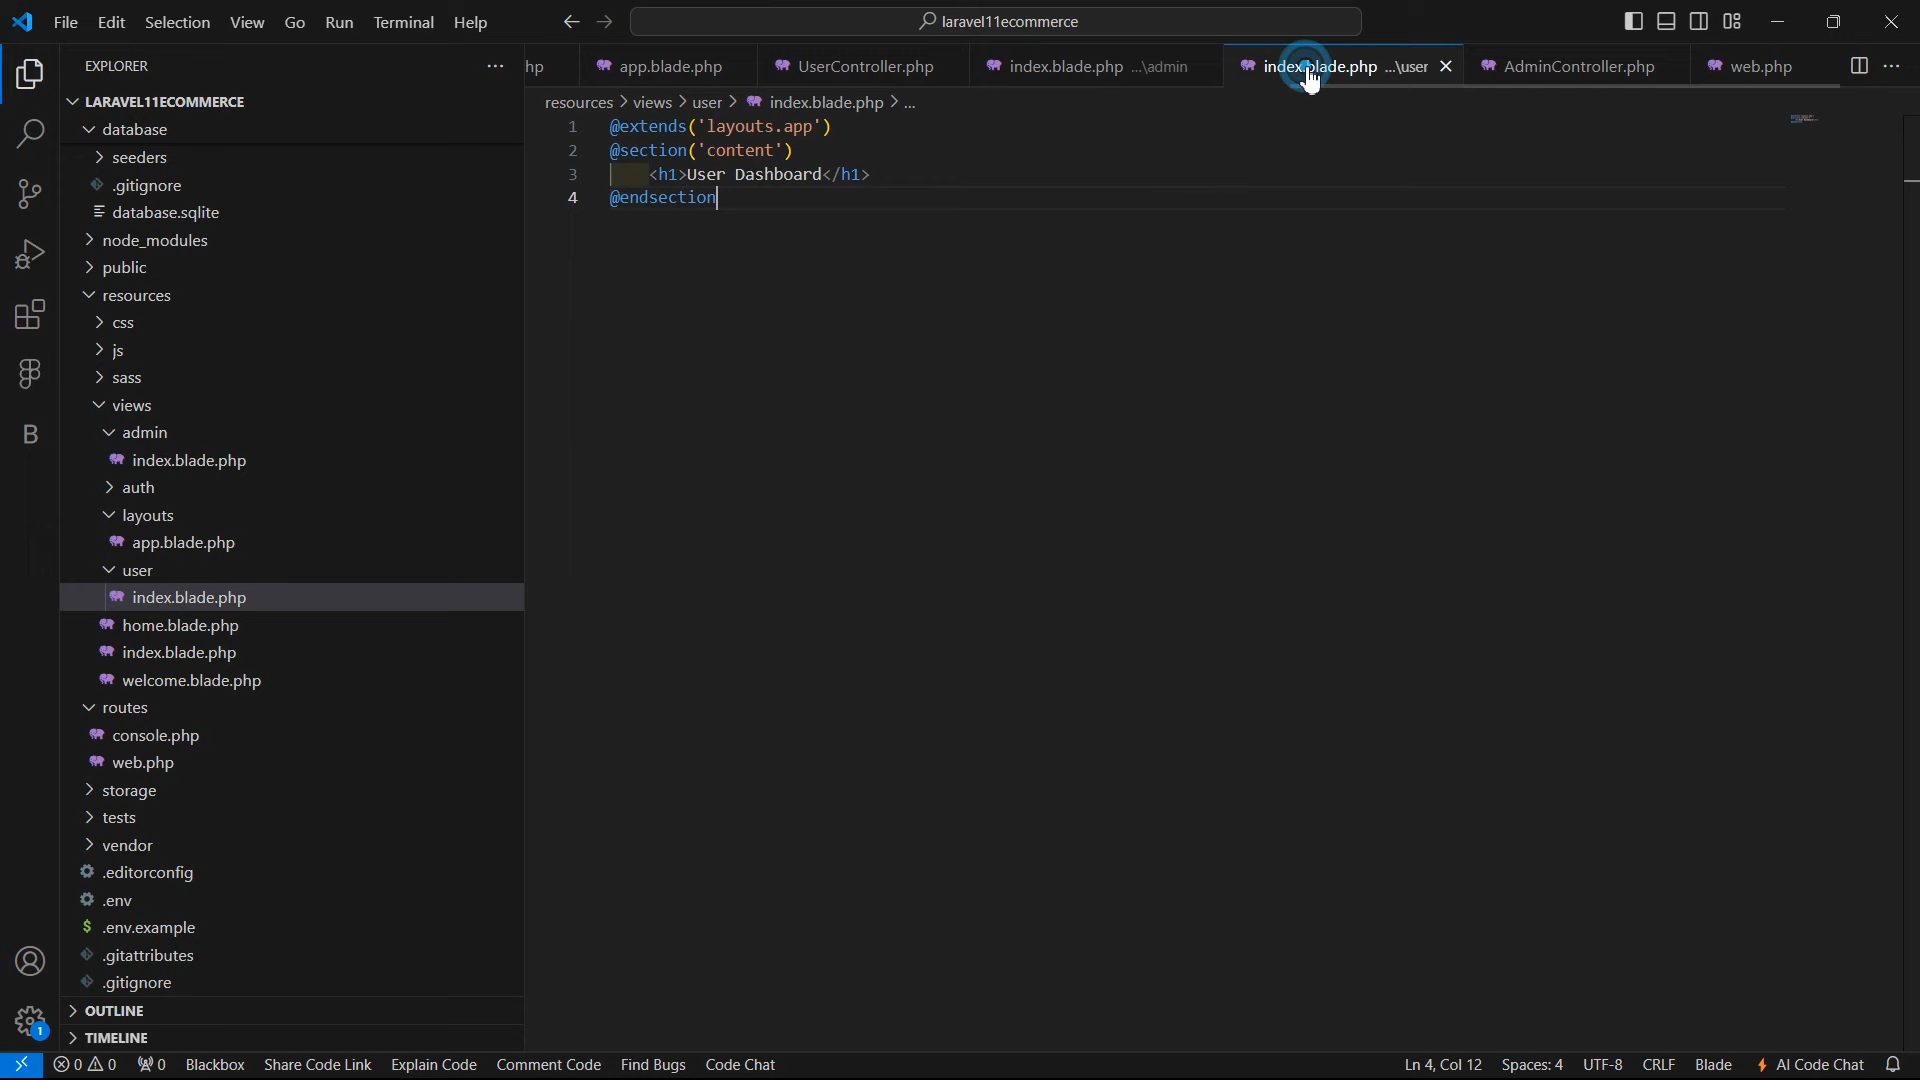 File Edit Selection View Go Run Terminal Help
laravel11ecommerce
EXPLORER
LARAVEL11ECOMMERCE
database
seeders
.gitignore
database.sqlite
node_modules
public
resources
css
js
sass
views
admin
index.blade.php
auth
layouts
app.blade.php
user
index.blade.php
home.blade.php
index.blade.php
welcome.blade.php
routes
console.php
web.php
storage
tests
vendor
.editorconfig
.env
$ .env.example
.gitattributes
.gitignore
OUTLINE
TIMELINE
hp app.blade.php UserController.php index.blade.php ...\admin index.blade.php ...\user AdminController.php web.php
resources > views > user > index.blade.php > ...
1 @extends('layouts.app')
2 @section('content')
3 <h1>User Dashboard</h1>
4 @endsection
B
1
0 0 0 Blackbox Share Code Link Explain Code Comment Code Find Bugs Code Chat Ln 4, Col 12 Spaces: 4 UTF-8 CRLF Blade AI Code Chat